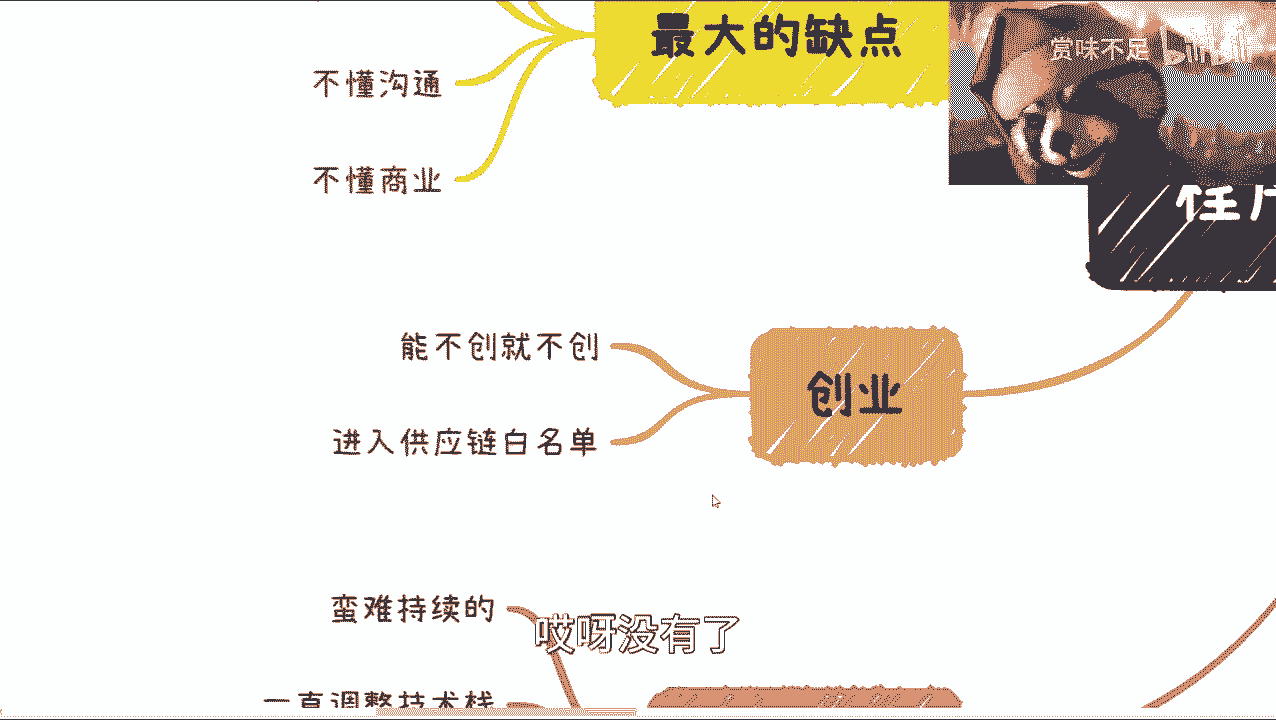 最大的缺点
赏味不足
不懂沟通
不懂商业
能不创就不创
创业
进入供应链白名单
蛮难持续的
哎呀没有了
一直调整技术栈